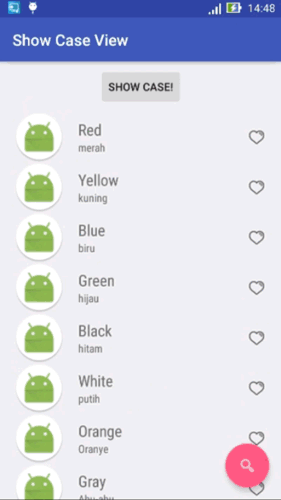 14:48
Show Case View
SHOW CASE!
Red
merah
Yellow
kuning
Blue
biru
Green
hijau
Black
hitam
White
putih
Orange
Oranye
Gray
Abu-abu